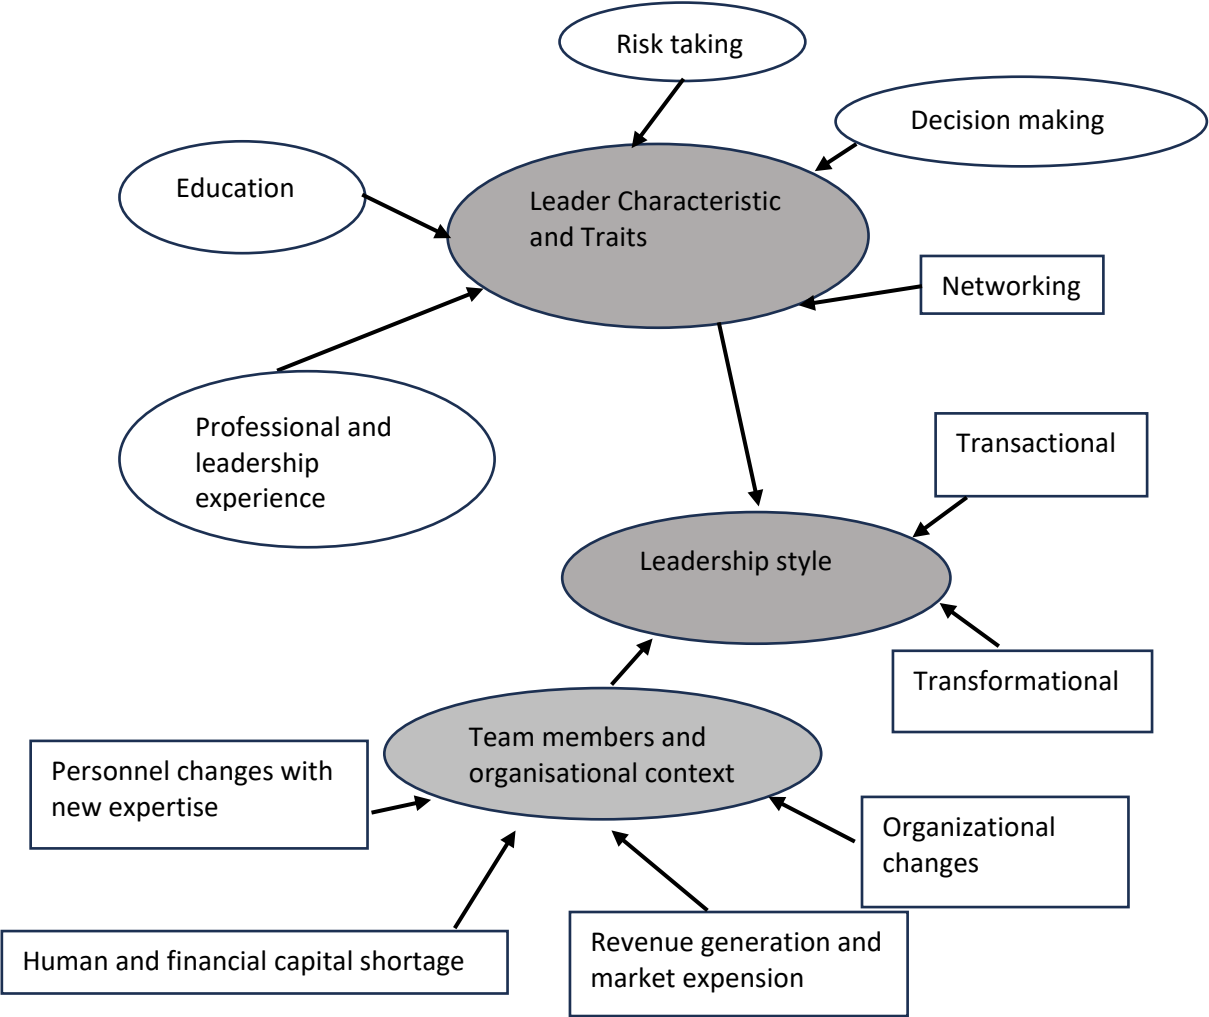 Risk taking
Decision making
Education
Leader Characteristic
and Traits
Networking
Professional and
leadership
experience
Transactional
Leadership style
Transformational
Team members and
organisational context
Personnel changes with
new expertise
Organizational
changes
Human and financial capital shortage
Revenue generation and
market expension